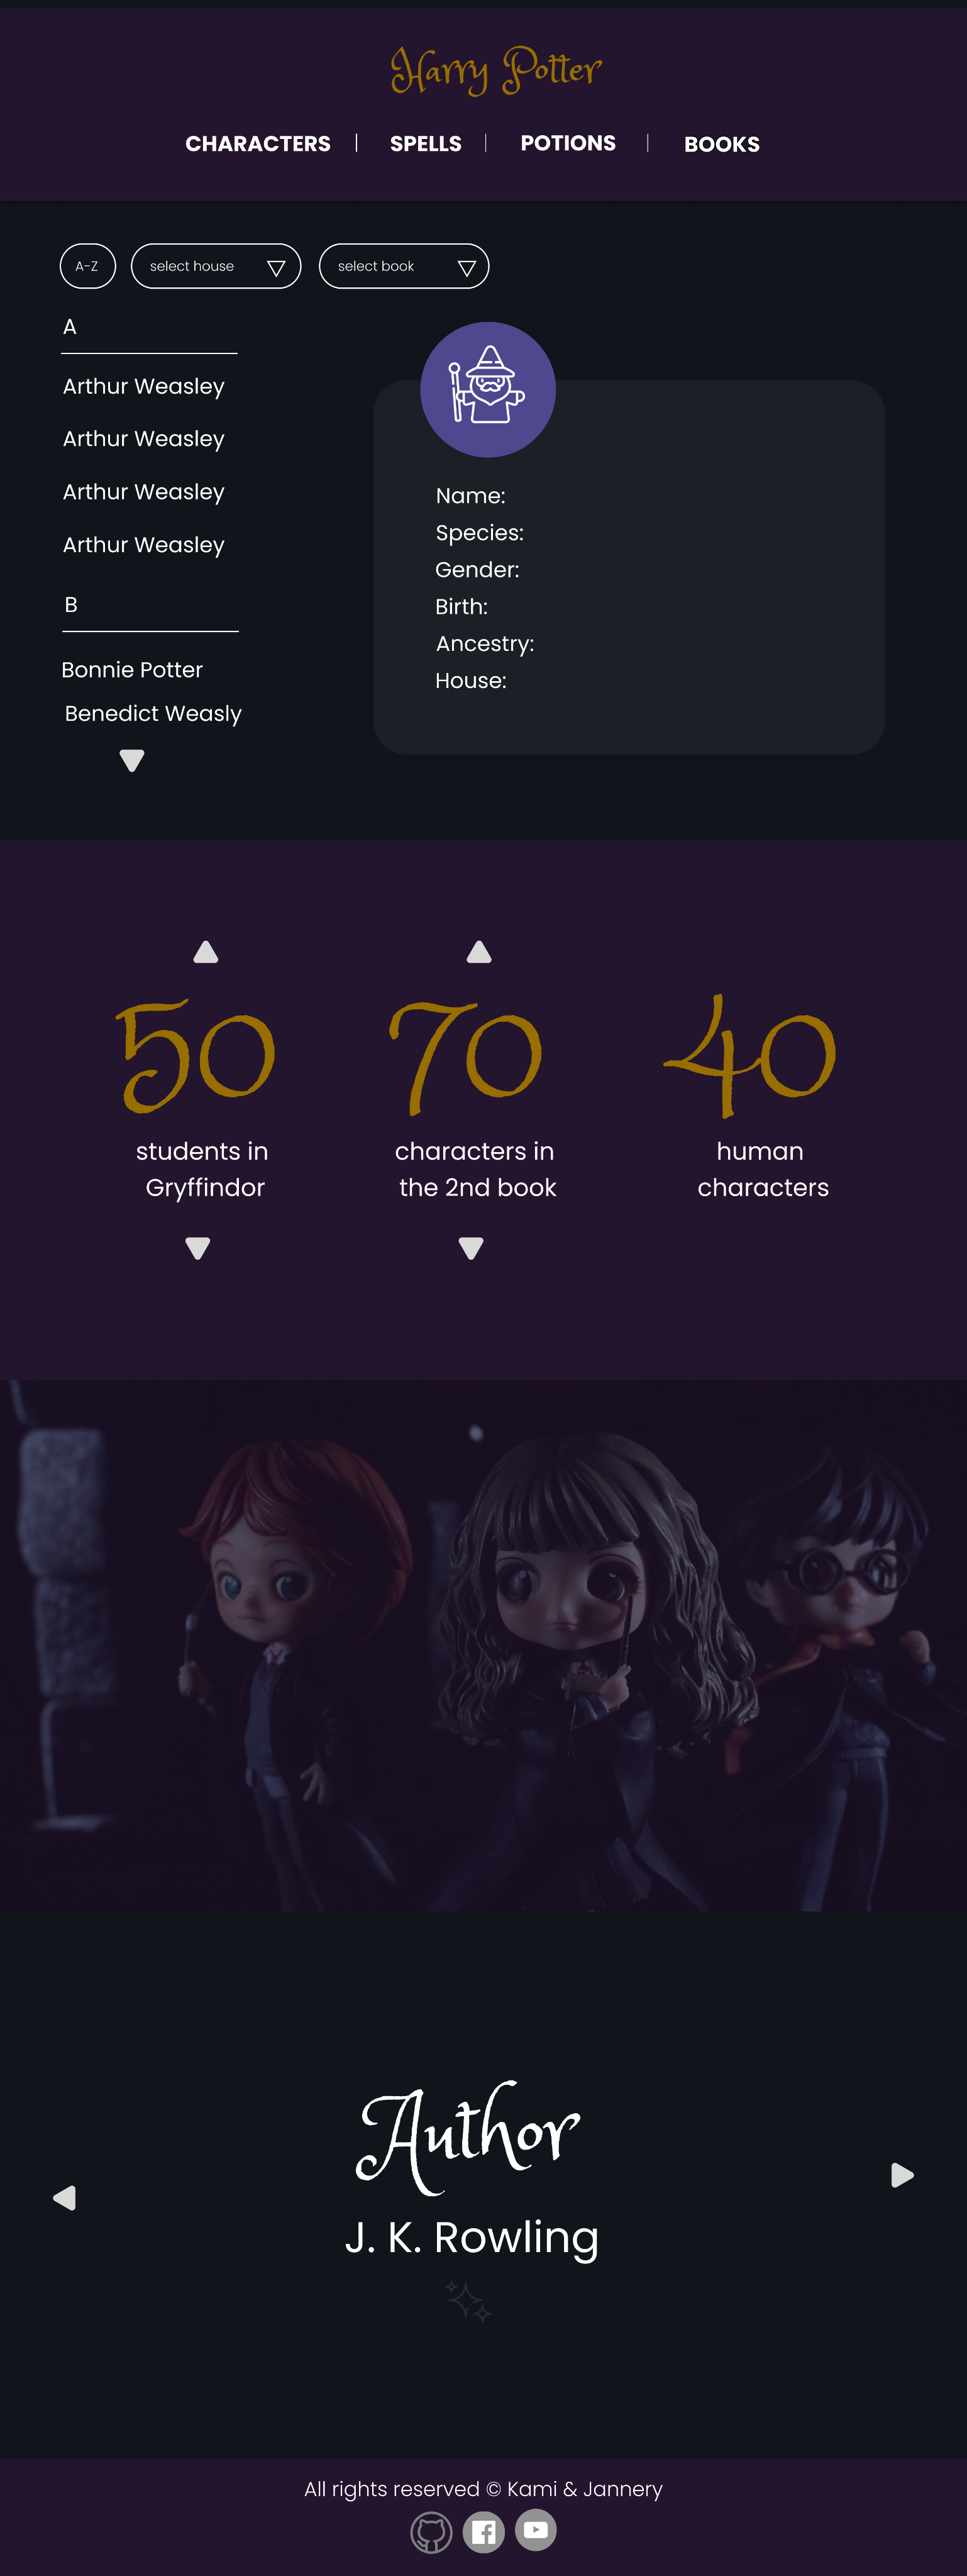 Harry Potter
CHARACTERS | SPELLS | POTIONS | BOOKS
A-Z
select house
select book
A
Arthur Weasley
Arthur Weasley
Arthur Weasley
Arthur Weasley
B
Bonnie Potter
Benedict Weasly
Name:
Species:
Gender:
Birth:
Ancestry:
House:
50
students in
Gryffindor
70
characters in
the 2nd book
40
human
characters
Author
J. K. Rowling
All rights reserved © Kami & Jannery